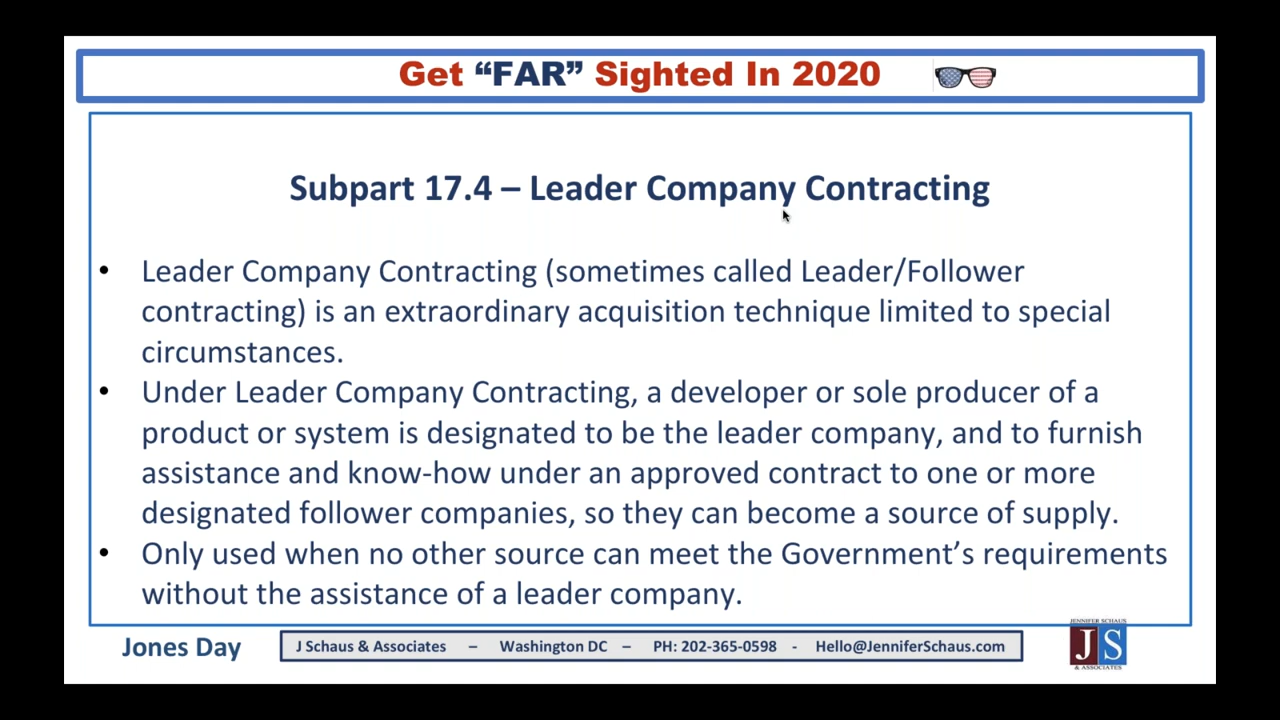 Get “FAR” Sighted In 2020
Subpart 17.4 – Leader Company Contracting
• Leader Company Contracting (sometimes called Leader/Follower
contracting) is an extraordinary acquisition technique limited to special
circumstances.
• Under Leader Company Contracting, a developer or sole producer of a
product or system is designated to be the leader company, and to furnish
assistance and know-how under an approved contract to one or more
designated follower companies, so they can become a source of supply.
• Only used when no other source can meet the Government’s requirements
without the assistance of a leader company.
Jones Day
J Schaus & Associates – Washington DC – PH: 202-365-0598 - Hello@JenniferSchaus.com
JENNIFER SCHAUS
JS
& ASSOCIATES